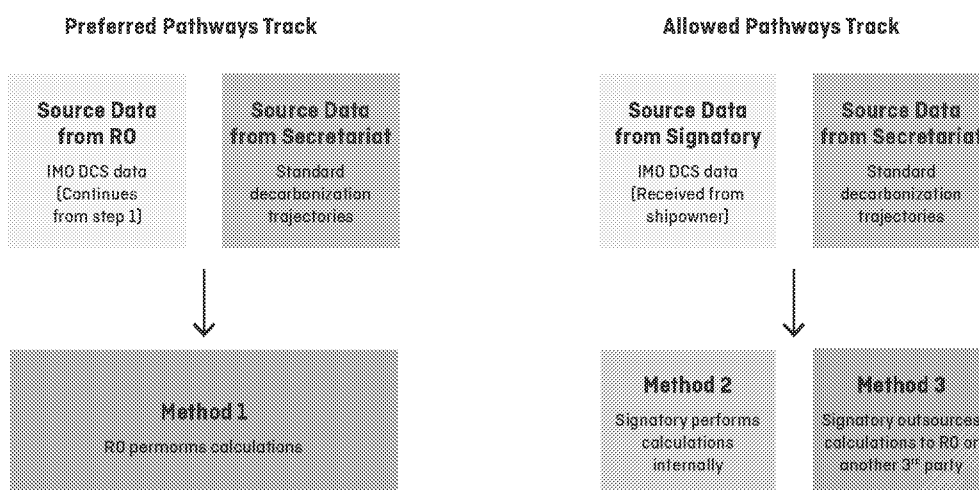 Preferred Pathways Track
Source Data
from RO
IMO DCS data
(Continues
from step 1)
Source Data
from Secretariat
Standard
decarbonization
trajectories
Method 1
RO permorms calculations
Allowed Pathways Track
Source Data
from Signatory
IMO DCS data
(Received from
shipowner)
Source Data
from Secretariat
Standard
decarbonization
trajectories
Method 2
Signatory performs
calculations
internally
Method 3
Signatory outsources
calculations to RO or
another 3rd party